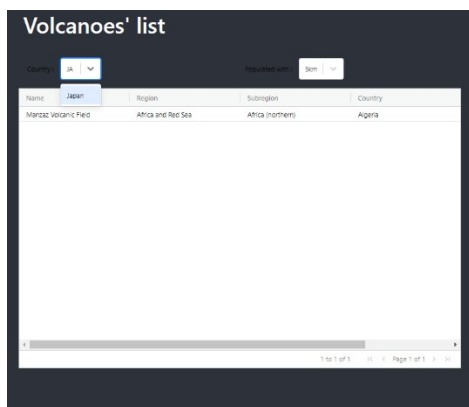 Volcanoes' list
Country: JA Populated with: 5km
Japan
Name Region Subregion Country
Manzaz Volcanic Field Africa and Red Sea Africa (northern) Algeria
1 to 1 of 1 Page 1 of 1